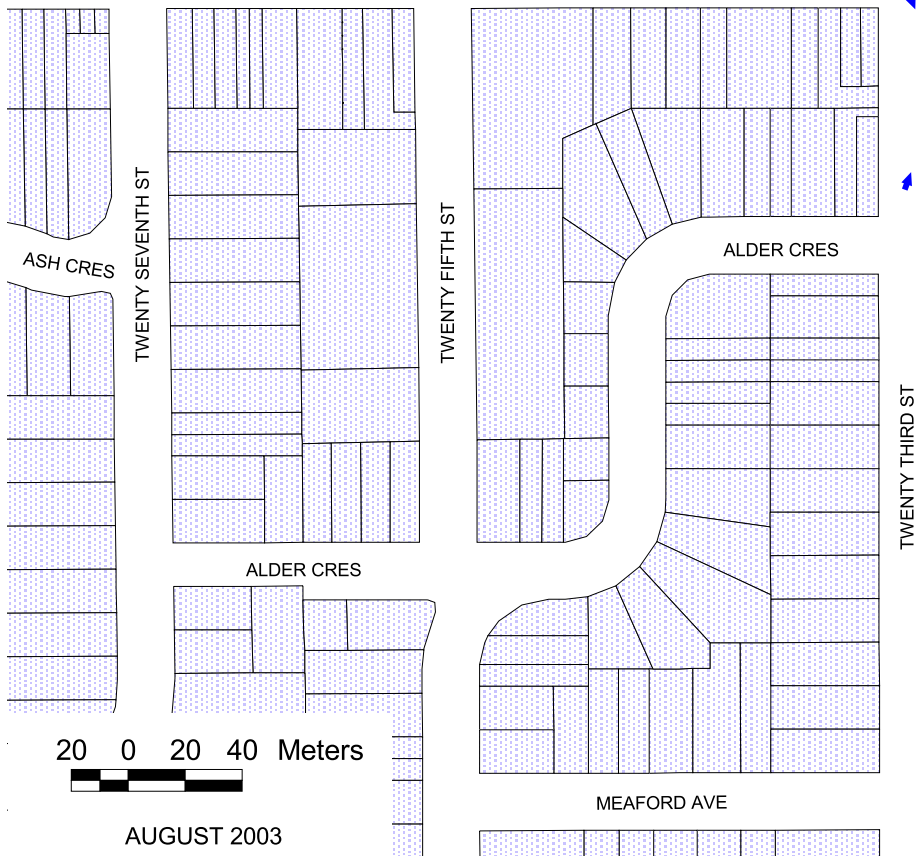 TWENTY SEVENTH ST
TWENTY FIFTH ST
ALDER CRES
ASH CRES
TWENTY THIRD ST
ALDER CRES
20 0 20 40 Meters
MEAFORD AVE
AUGUST 2003